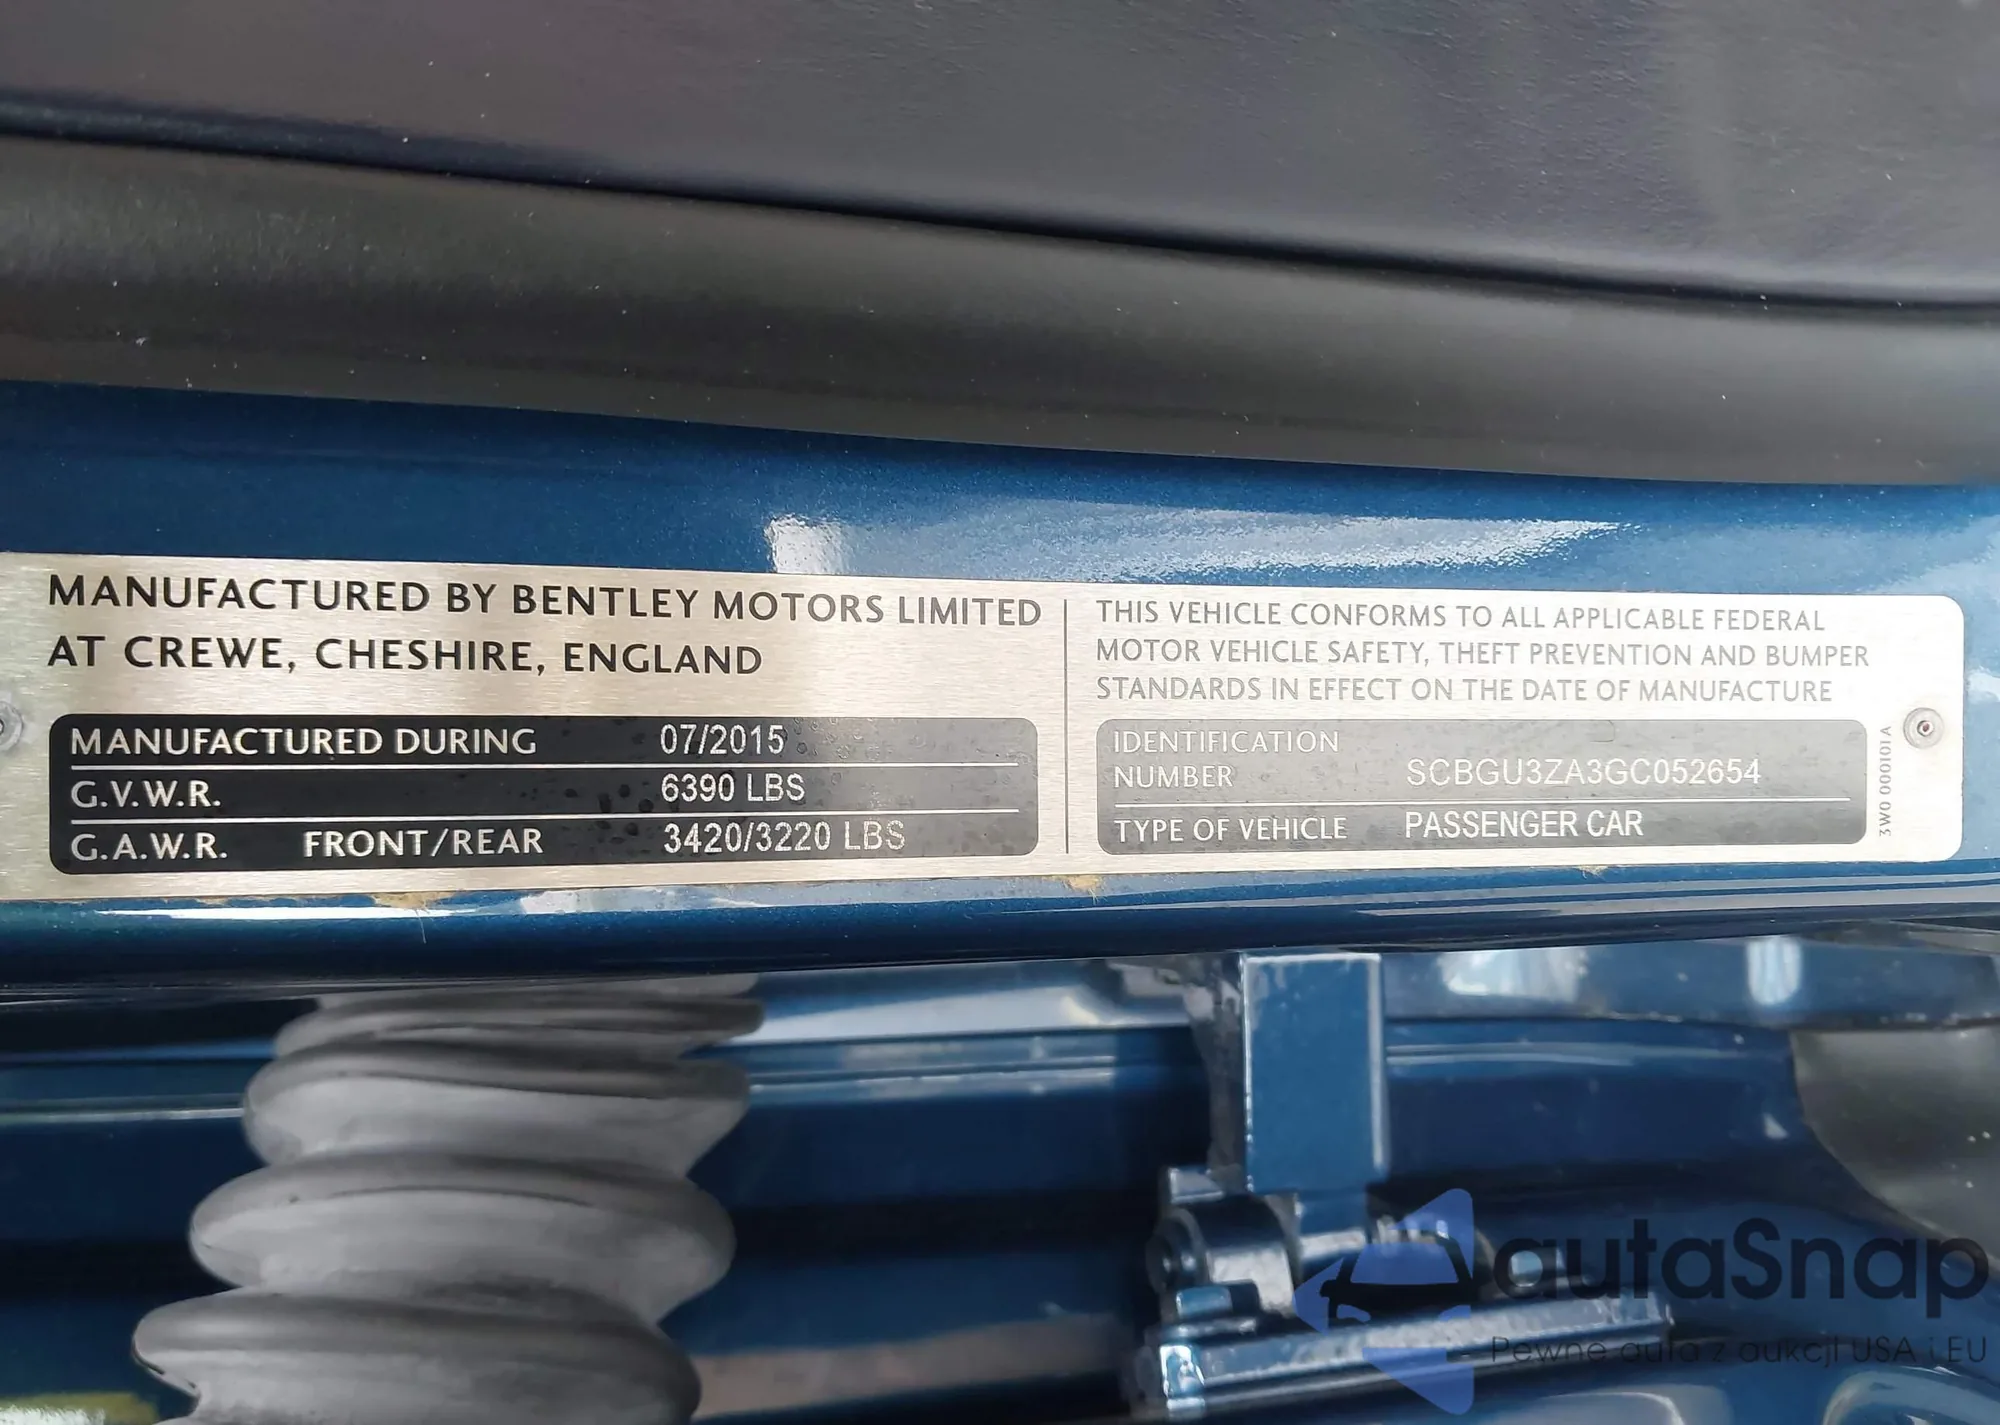 MANUFACTURED BY BENTLEY MOTORS LIMITED
AT CREWE, CHESHIRE, ENGLAND
MANUFACTURED DURING 07/2015
G.V.W.R. 6390 LBS
G.A.W.R. FRONT/REAR 3420/3220 LBS
THIS VEHICLE CONFORMS TO ALL APPLICABLE FEDERAL
MOTOR VEHICLE SAFETY, THEFT PREVENTION AND BUMPER
STANDARDS IN EFFECT ON THE DATE OF MANUFACTURE
IDENTIFICATION
NUMBER SCBGU3ZA3GC052654
TYPE OF VEHICLE PASSENGER CAR
3W0 000101A
autaSnap
Pewne auta z aukcji USA i EU